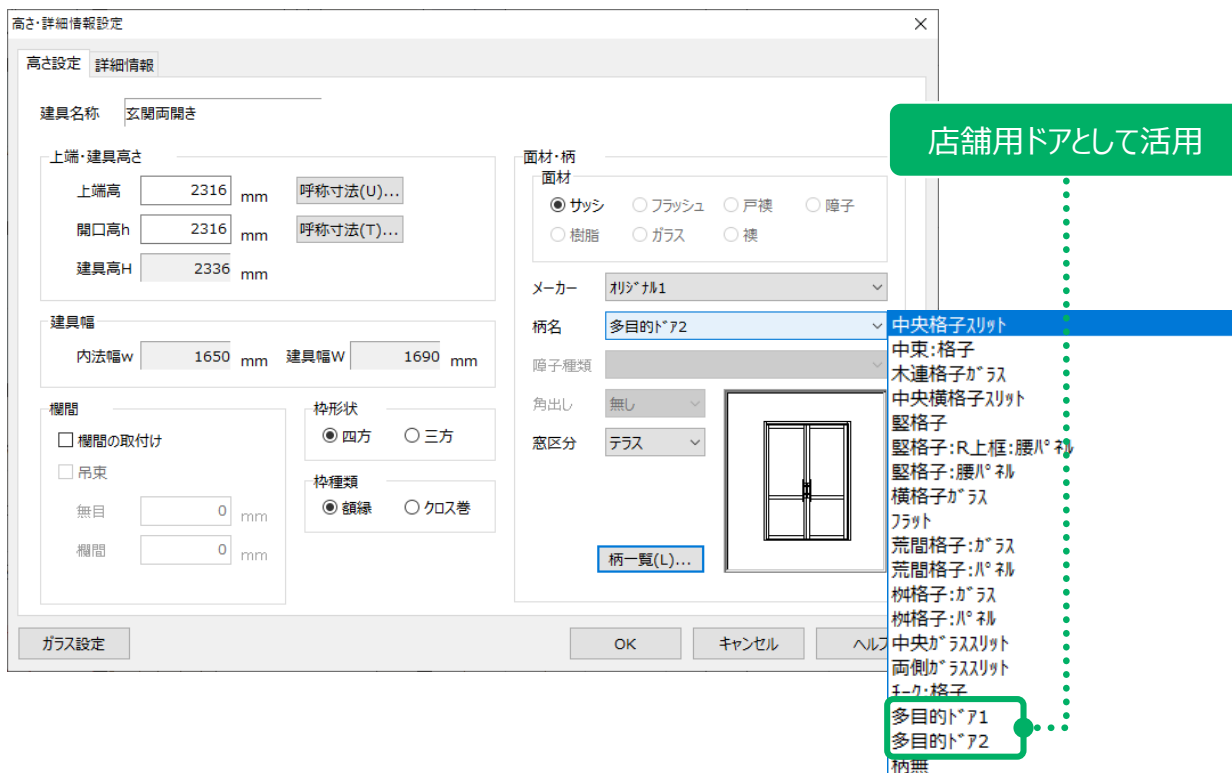 高さ・詳細情報設定
高さ設定 詳細情報
建具名称 玄関両開き
店舗用ドアとして活用
上端・建具高さ
上端高 2316 mm 呼称寸法(U)...
開口高h 2316 mm 呼称寸法(T)...
建具高H 2336 mm
建具幅
内法幅w 1650 mm 建具幅W 1690 mm
欄間
欄間の取付け
吊束
無目 0 mm
欄間 0 mm
枠形状
四方 三方
枠種類
額縁 クロス巻
面材・柄
面材
サッシ フラッシュ 戸襖 障子
樹脂 ガラス 襖
メーカー ｵﾘｼﾞﾅﾙ1
柄名 多目的ﾄﾞｱ2
障子種類
角出し 無し
窓区分 テラス
柄一覧(L)...
ガラス設定 OK キャンセル ヘルプ
中央格子ｽﾘｯﾄ
中東:格子
木連格子ｶﾞﾗｽ
中央横格子ｽﾘｯﾄ
竪格子
竪格子:R上框:腰ﾊﾟﾈﾙ
竪格子:腰ﾊﾟﾈﾙ
横格子ｶﾞﾗｽ
ﾌﾗｯﾄ
荒間格子:ｶﾞﾗｽ
荒間格子:ﾊﾟﾈﾙ
桝格子:ｶﾞﾗｽ
桝格子:ﾊﾟﾈﾙ
中央ｶﾞﾗｽｽﾘｯﾄ
両側ｶﾞﾗｽｽﾘｯﾄ
ﾁｰｸ:格子
多目的ﾄﾞｱ1
多目的ﾄﾞｱ2
柄無